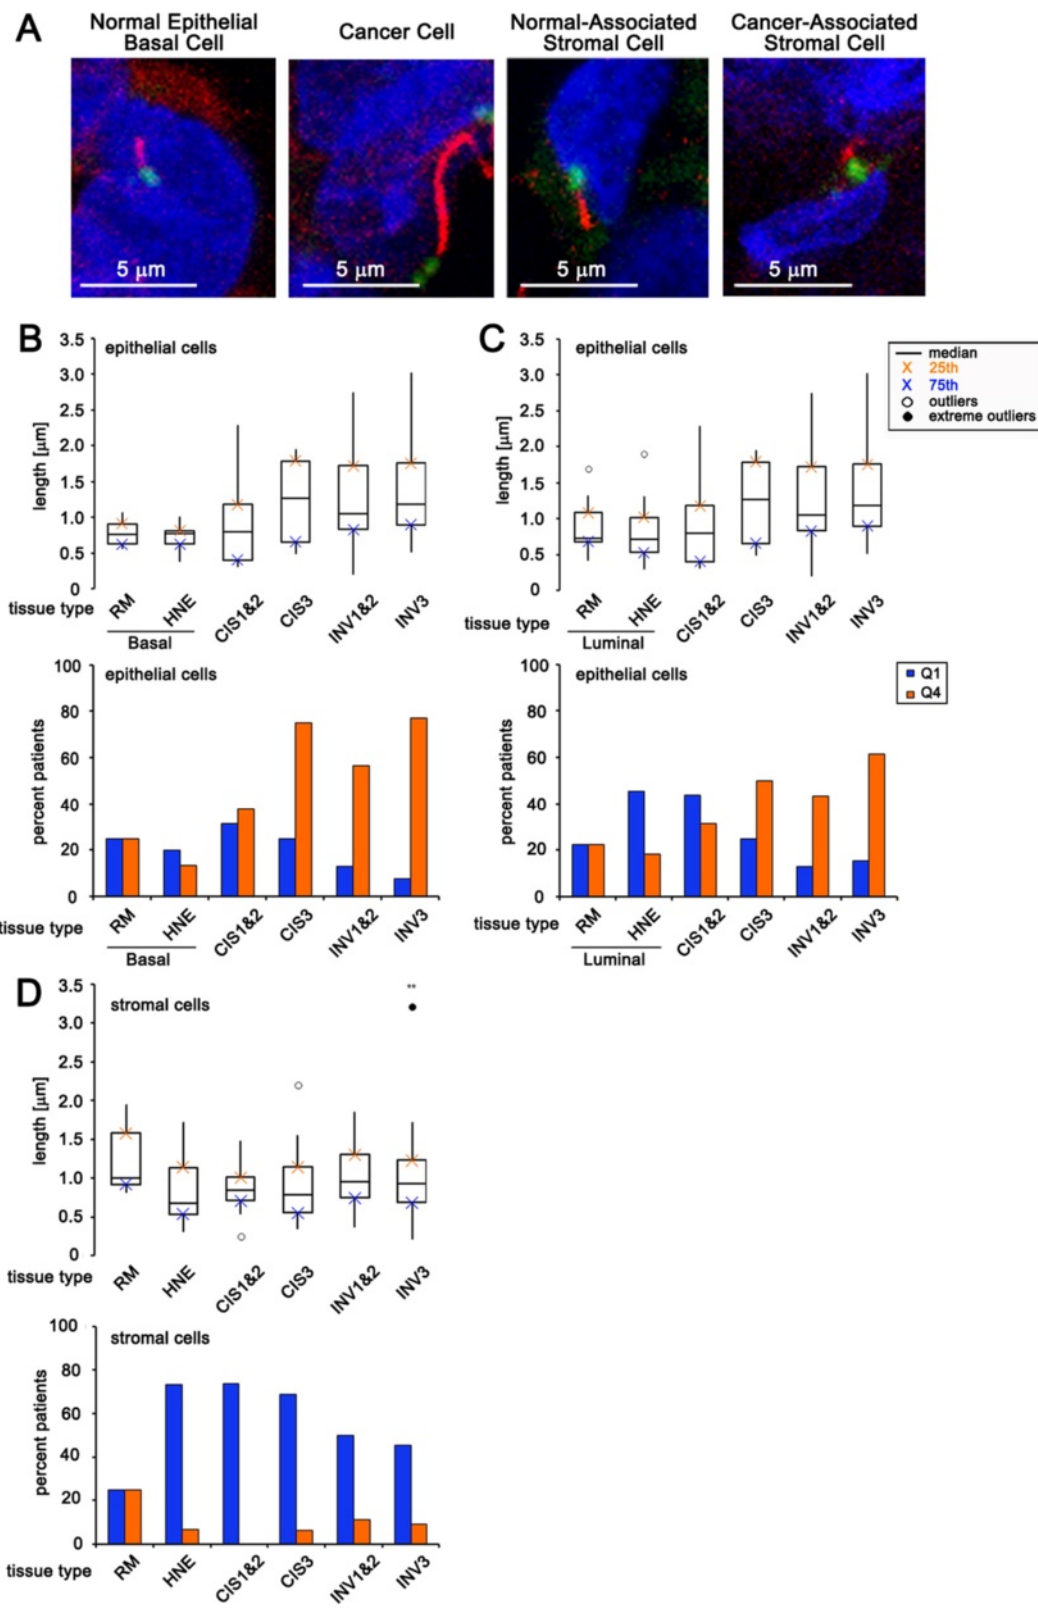 A
Normal Epithelial
Basal Cell
Cancer Cell
Normal-Associated
Stromal Cell
Cancer-Associated
Stromal Cell
5 μm
5 μm
5 μm
5 μm
B
epithelial cells
length [μm]
3.5
3.0
2.5
2.0
1.5
1.0
0.5
0
tissue type
RM
HNE
CIS1&2
CIS3
INV1&2
INV3
Basal
epithelial cells
percent patients
100
80
60
40
20
0
tissue type
RM
HNE
CIS1&2
CIS3
INV1&2
INV3
Basal
C
epithelial cells
length [μm]
3.5
3.0
2.5
2.0
1.5
1.0
0.5
0
tissue type
RM
HNE
CIS1&2
CIS3
INV1&2
INV3
Luminal
median
25th
75th
outliers
extreme outliers
epithelial cells
percent patients
100
80
60
40
20
0
tissue type
RM
HNE
CIS1&2
CIS3
INV1&2
INV3
Luminal
Q1
Q4
D
stromal cells
length [μm]
3.5
3.0
2.5
2.0
1.5
1.0
0.5
0
**
tissue type
RM
HNE
CIS1&2
CIS3
INV1&2
INV3
stromal cells
percent patients
100
80
60
40
20
0
tissue type
RM
HNE
CIS1&2
CIS3
INV1&2
INV3